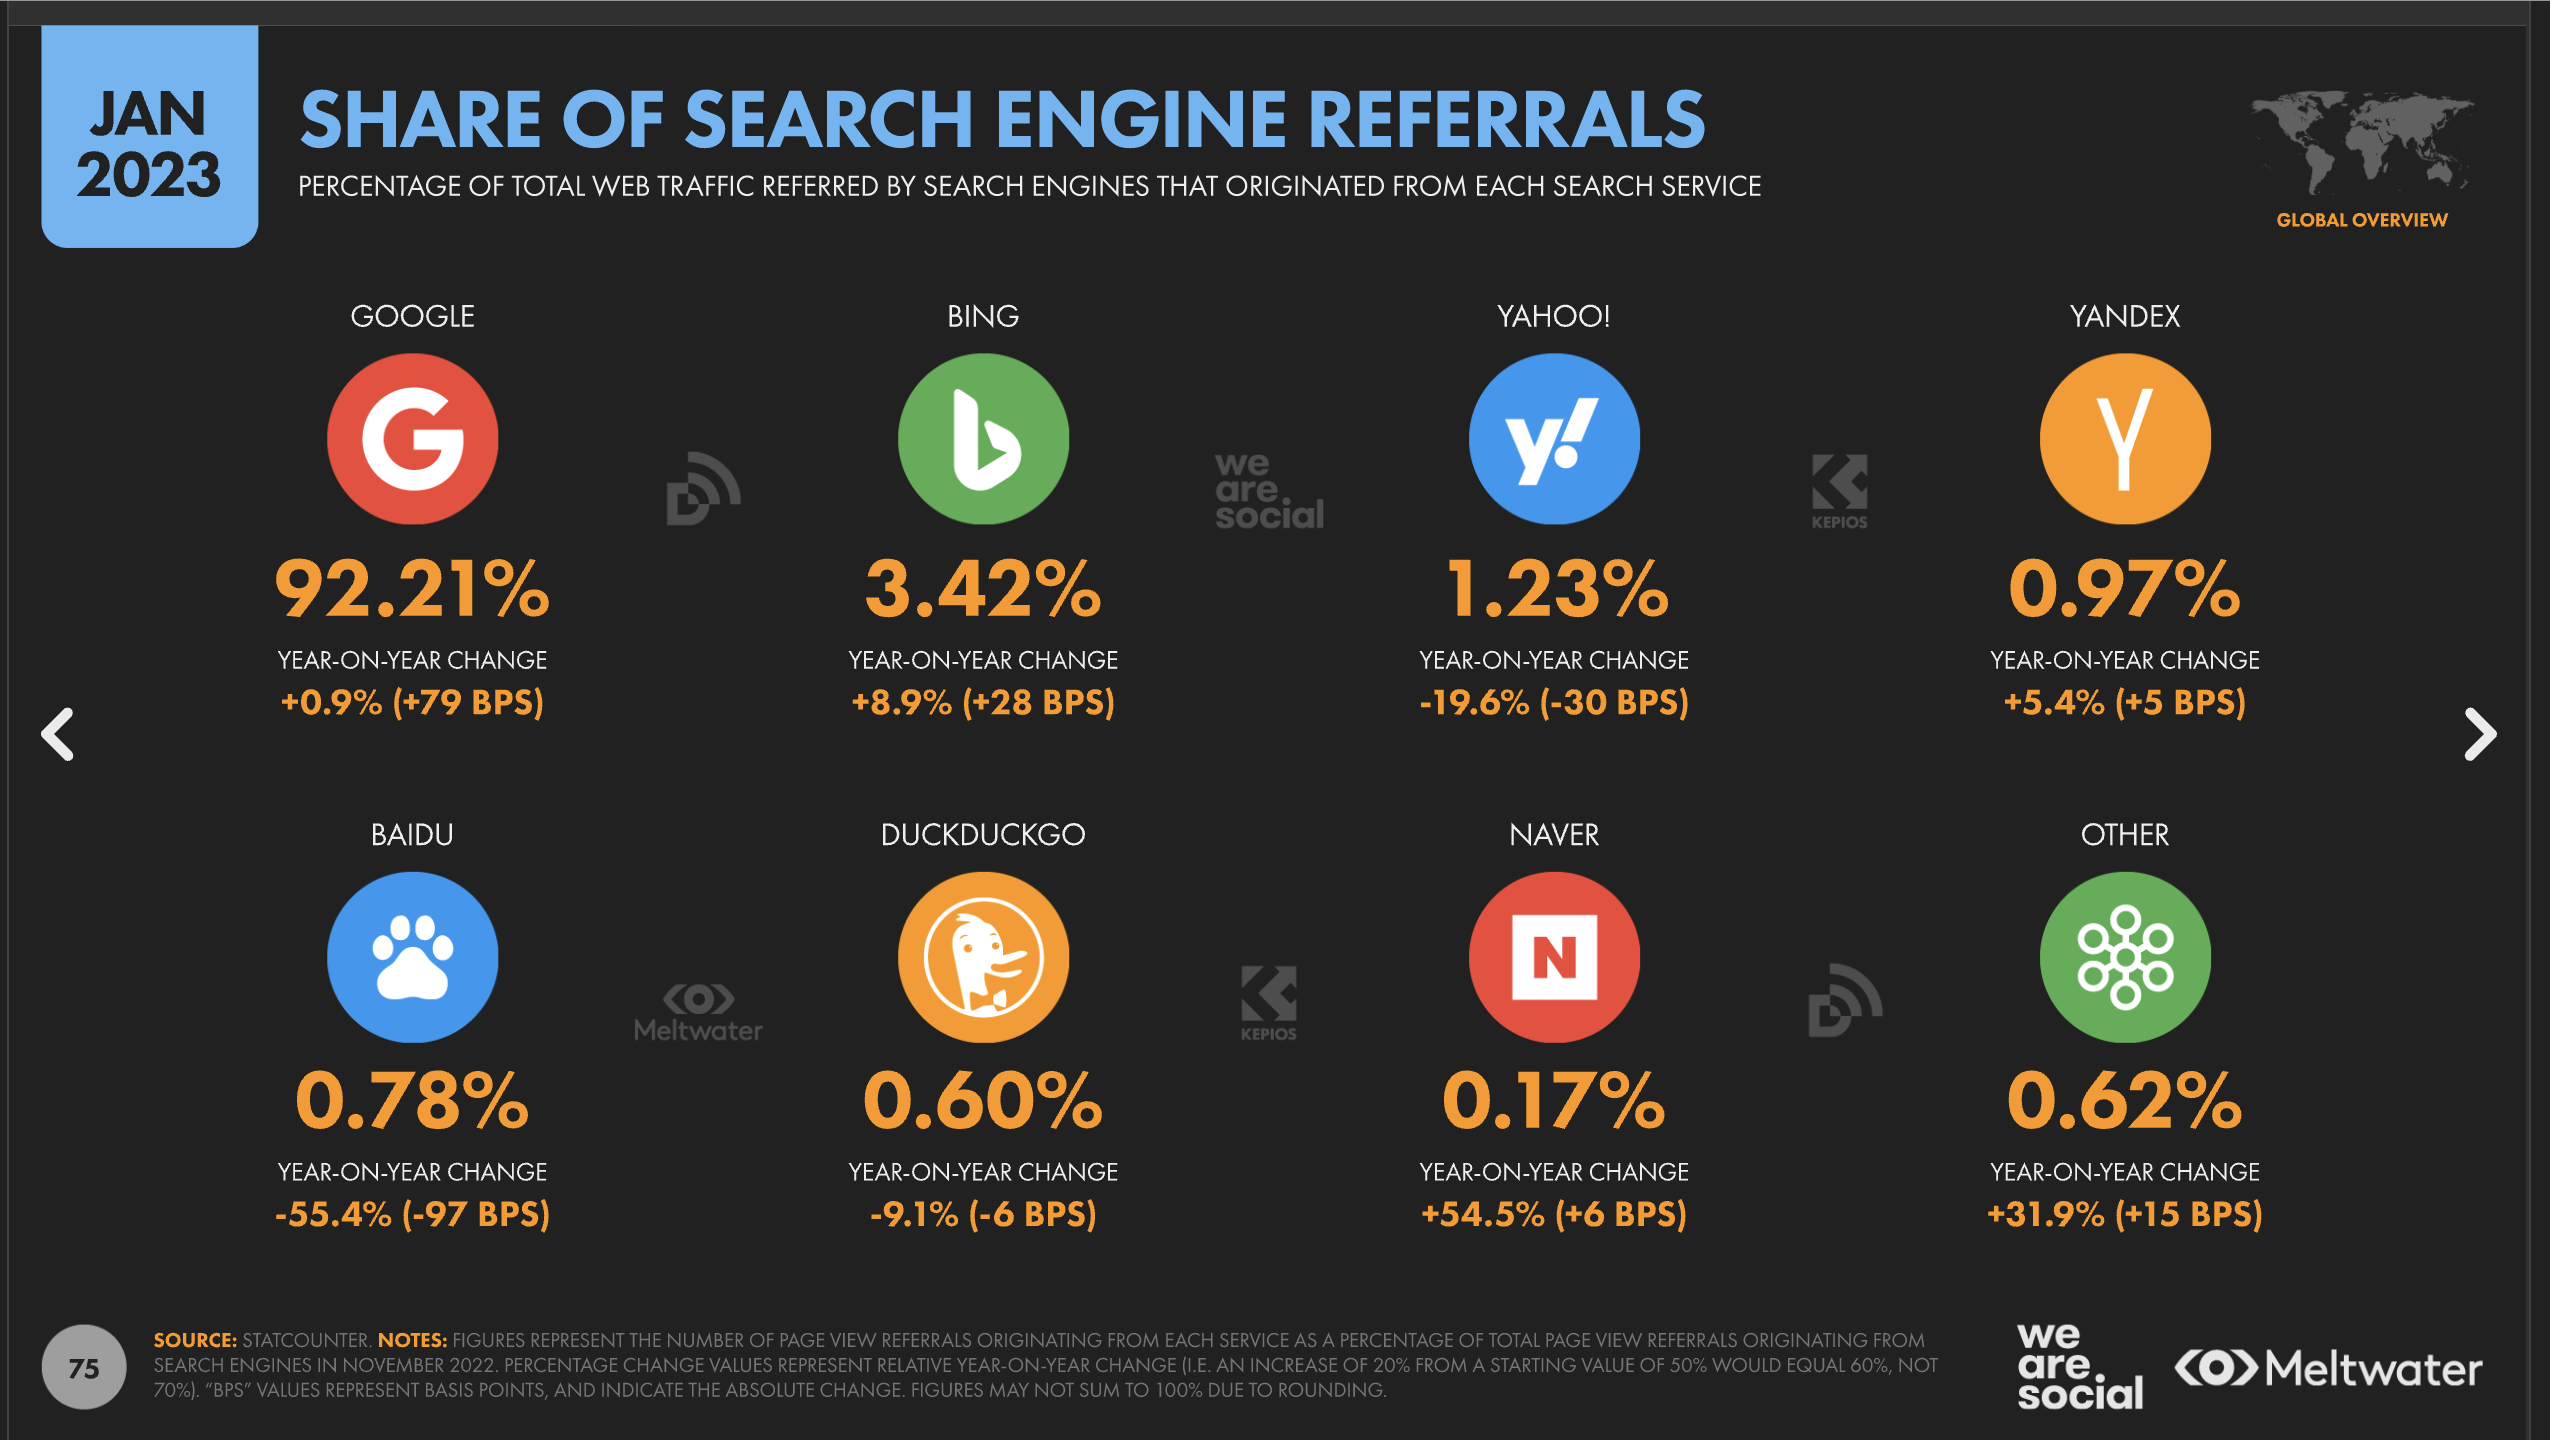 JAN
2023
SHARE OF SEARCH ENGINE REFERRALS
PERCENTAGE OF TOTAL WEB TRAFFIC REFERRED BY SEARCH ENGINES THAT ORIGINATED FROM EACH SEARCH SERVICE
GLOBAL OVERVIEW
GOOGLE
G
92.21%
YEAR-ON-YEAR CHANGE
+0.9% (+79 BPS)
BING
b
3.42%
YEAR-ON-YEAR CHANGE
+8.9% (+28 BPS)
YAHOO!
y!
1.23%
YEAR-ON-YEAR CHANGE
-19.6% (-30 BPS)
YANDEX
Y
0.97%
YEAR-ON-YEAR CHANGE
+5.4% (+5 BPS)
D
we
are.
social
KEPIOS
BAIDU
0.78%
YEAR-ON-YEAR CHANGE
-55.4% (-97 BPS)
DUCKDUCKGO
0.60%
YEAR-ON-YEAR CHANGE
-9.1% (-6 BPS)
NAVER
N
0.17%
YEAR-ON-YEAR CHANGE
+54.5% (+6 BPS)
OTHER
0.62%
YEAR-ON-YEAR CHANGE
+31.9% (+15 BPS)
Meltwater
KEPIOS
D
75
SOURCE: STATCOUNTER. NOTES: FIGURES REPRESENT THE NUMBER OF PAGE VIEW REFERRALS ORIGINATING FROM EACH SERVICE AS A PERCENTAGE OF TOTAL PAGE VIEW REFERRALS ORIGINATING FROM
SEARCH ENGINES IN NOVEMBER 2022. PERCENTAGE CHANGE VALUES REPRESENT RELATIVE YEAR-ON-YEAR CHANGE (I.E. AN INCREASE OF 20% FROM A STARTING VALUE OF 50% WOULD EQUAL 60%, NOT
70%). “BPS” VALUES REPRESENT BASIS POINTS, AND INDICATE THE ABSOLUTE CHANGE. FIGURES MAY NOT SUM TO 100% DUE TO ROUNDING.
we
are.
social
Meltwater